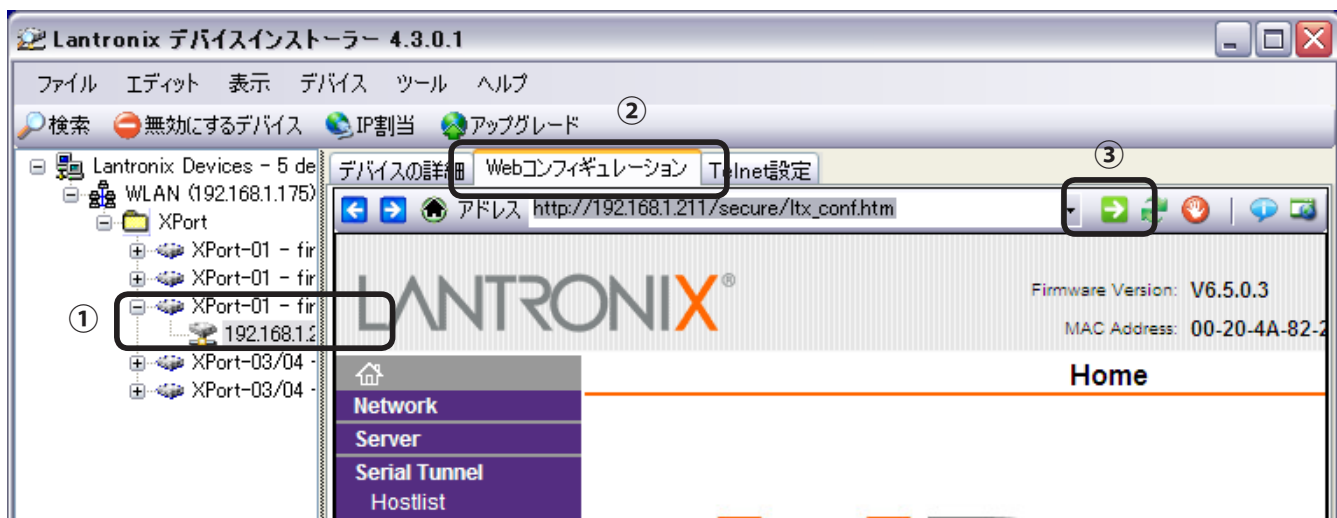 Lantronix デバイスインストーラー 4.3.0.1
ファイル エディット 表示 デバイス ツール ヘルプ
②
検索 無効にするデバイス IP割当 アップグレード
③
Lantronix Devices - 5 de
WLAN (192.168.1.175)
XPort
XPort-01 - fir
XPort-01 - fir
XPort-01 - fir
①
192.168.1.2
XPort-03/04 -
XPort-03/04 -
デバイスの詳細 Webコンフィギュレーション Telnet設定
アドレス http://192.168.1.211/secure/ltx_conf.htm
LANTRONIX®
Firmware Version: V6.5.0.3
MAC Address: 00-20-4A-82-2
Home
Network
Server
Serial Tunnel
Hostlist